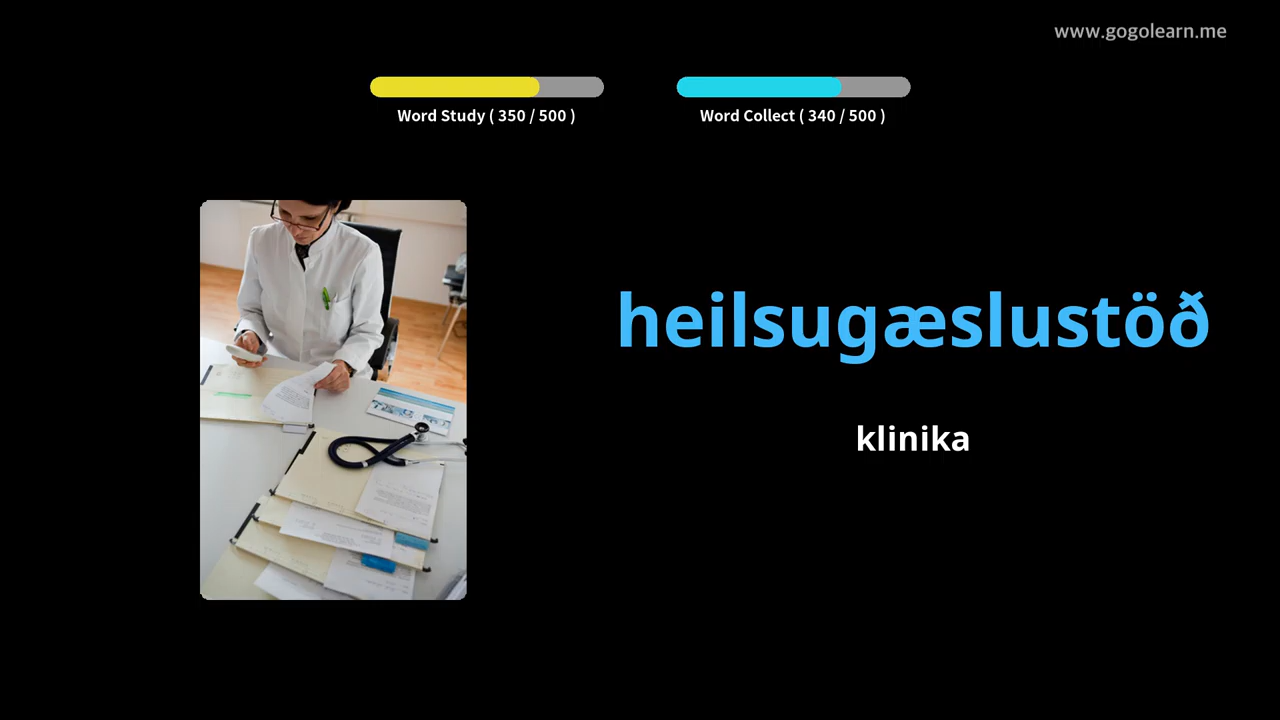 www.gogolearn.me
Word Study ( 350 / 500 )
Word Collect ( 340 / 500 )
heilsugæslustöð
klinika